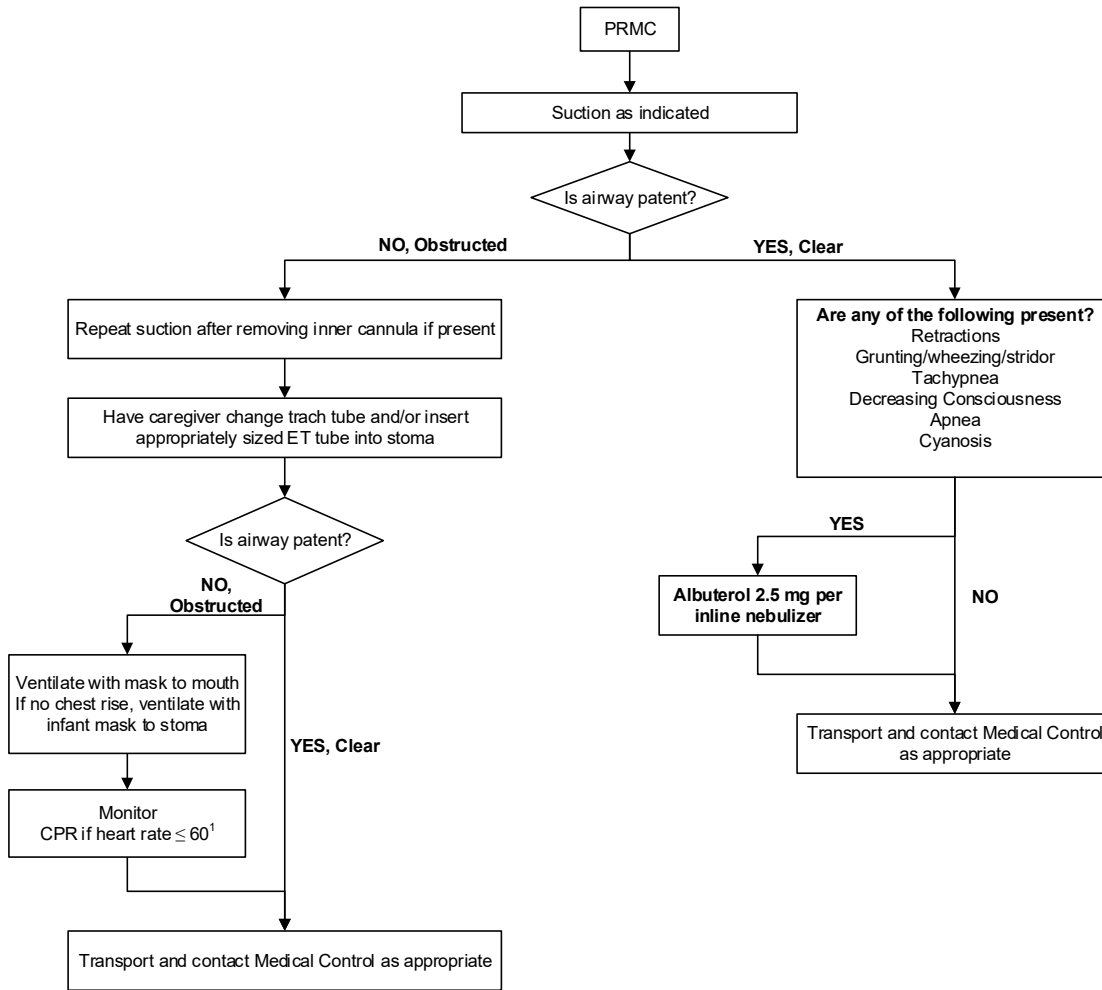 PRMC
Suction as indicated
Is airway patent?
NO, Obstructed
YES, Clear
Repeat suction after removing inner cannula if present
Have caregiver change trach tube and/or insert
appropriately sized ET tube into stoma
Is airway patent?
NO,
Obstructed
Ventilate with mask to mouth
If no chest rise, ventilate with
infant mask to stoma
YES, Clear
Monitor
CPR if heart rate ≤ 60¹
Transport and contact Medical Control as appropriate
Are any of the following present?
Retractions
Grunting/wheezing/stridor
Tachypnea
Decreasing Consciousness
Apnea
Cyanosis
YES
Albuterol 2.5 mg per
inline nebulizer
NO
Transport and contact Medical Control
as appropriate